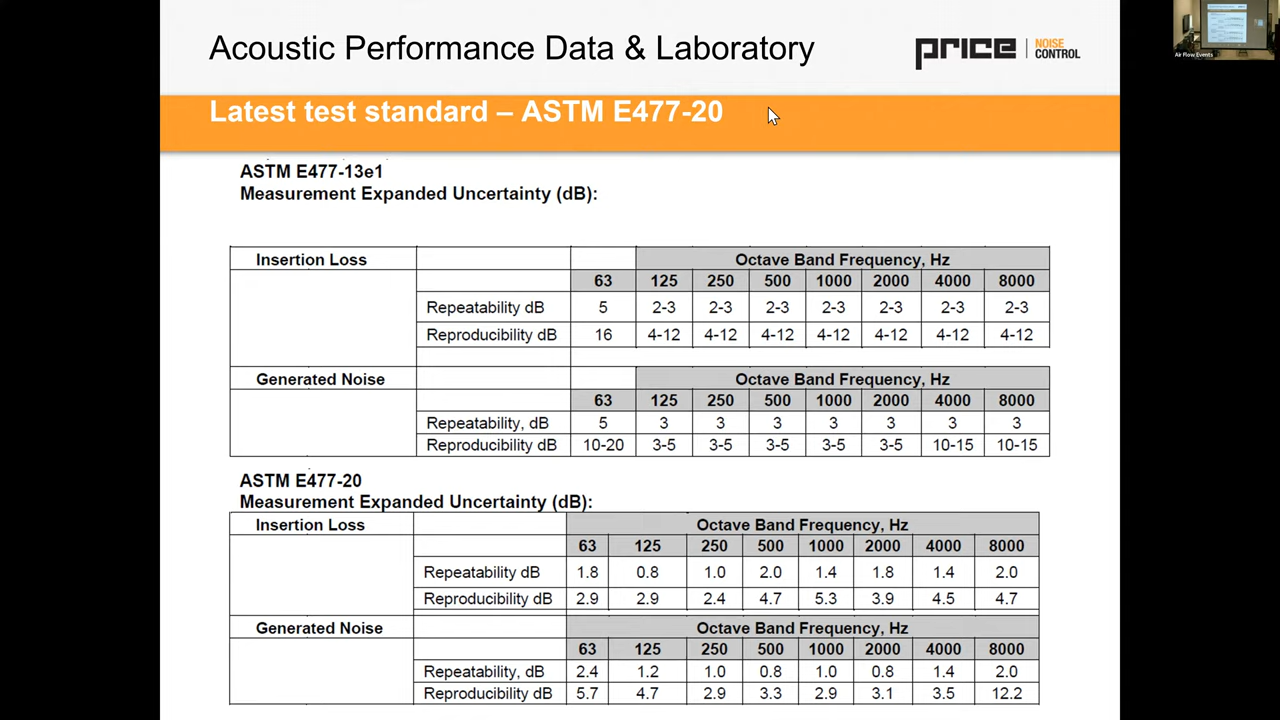 Acoustic Performance Data & Laboratory
price NOISE CONTROL
Air Flow Events
Latest test standard – ASTM E477-20
ASTM E477-13e1
Measurement Expanded Uncertainty (dB):
Insertion Loss Octave Band Frequency, Hz
63 125 250 500 1000 2000 4000 8000
Repeatability dB 5 2-3 2-3 2-3 2-3 2-3 2-3 2-3
Reproducibility dB 16 4-12 4-12 4-12 4-12 4-12 4-12 4-12
Generated Noise Octave Band Frequency, Hz
63 125 250 500 1000 2000 4000 8000
Repeatability, dB 5 3 3 3 3 3 3 3
Reproducibility dB 10-20 3-5 3-5 3-5 3-5 3-5 10-15 10-15
ASTM E477-20
Measurement Expanded Uncertainty (dB):
Insertion Loss Octave Band Frequency, Hz
63 125 250 500 1000 2000 4000 8000
Repeatability dB 1.8 0.8 1.0 2.0 1.4 1.8 1.4 2.0
Reproducibility dB 2.9 2.9 2.4 4.7 5.3 3.9 4.5 4.7
Generated Noise Octave Band Frequency, Hz
63 125 250 500 1000 2000 4000 8000
Repeatability, dB 2.4 1.2 1.0 0.8 1.0 0.8 1.4 2.0
Reproducibility dB 5.7 4.7 2.9 3.3 2.9 3.1 3.5 12.2